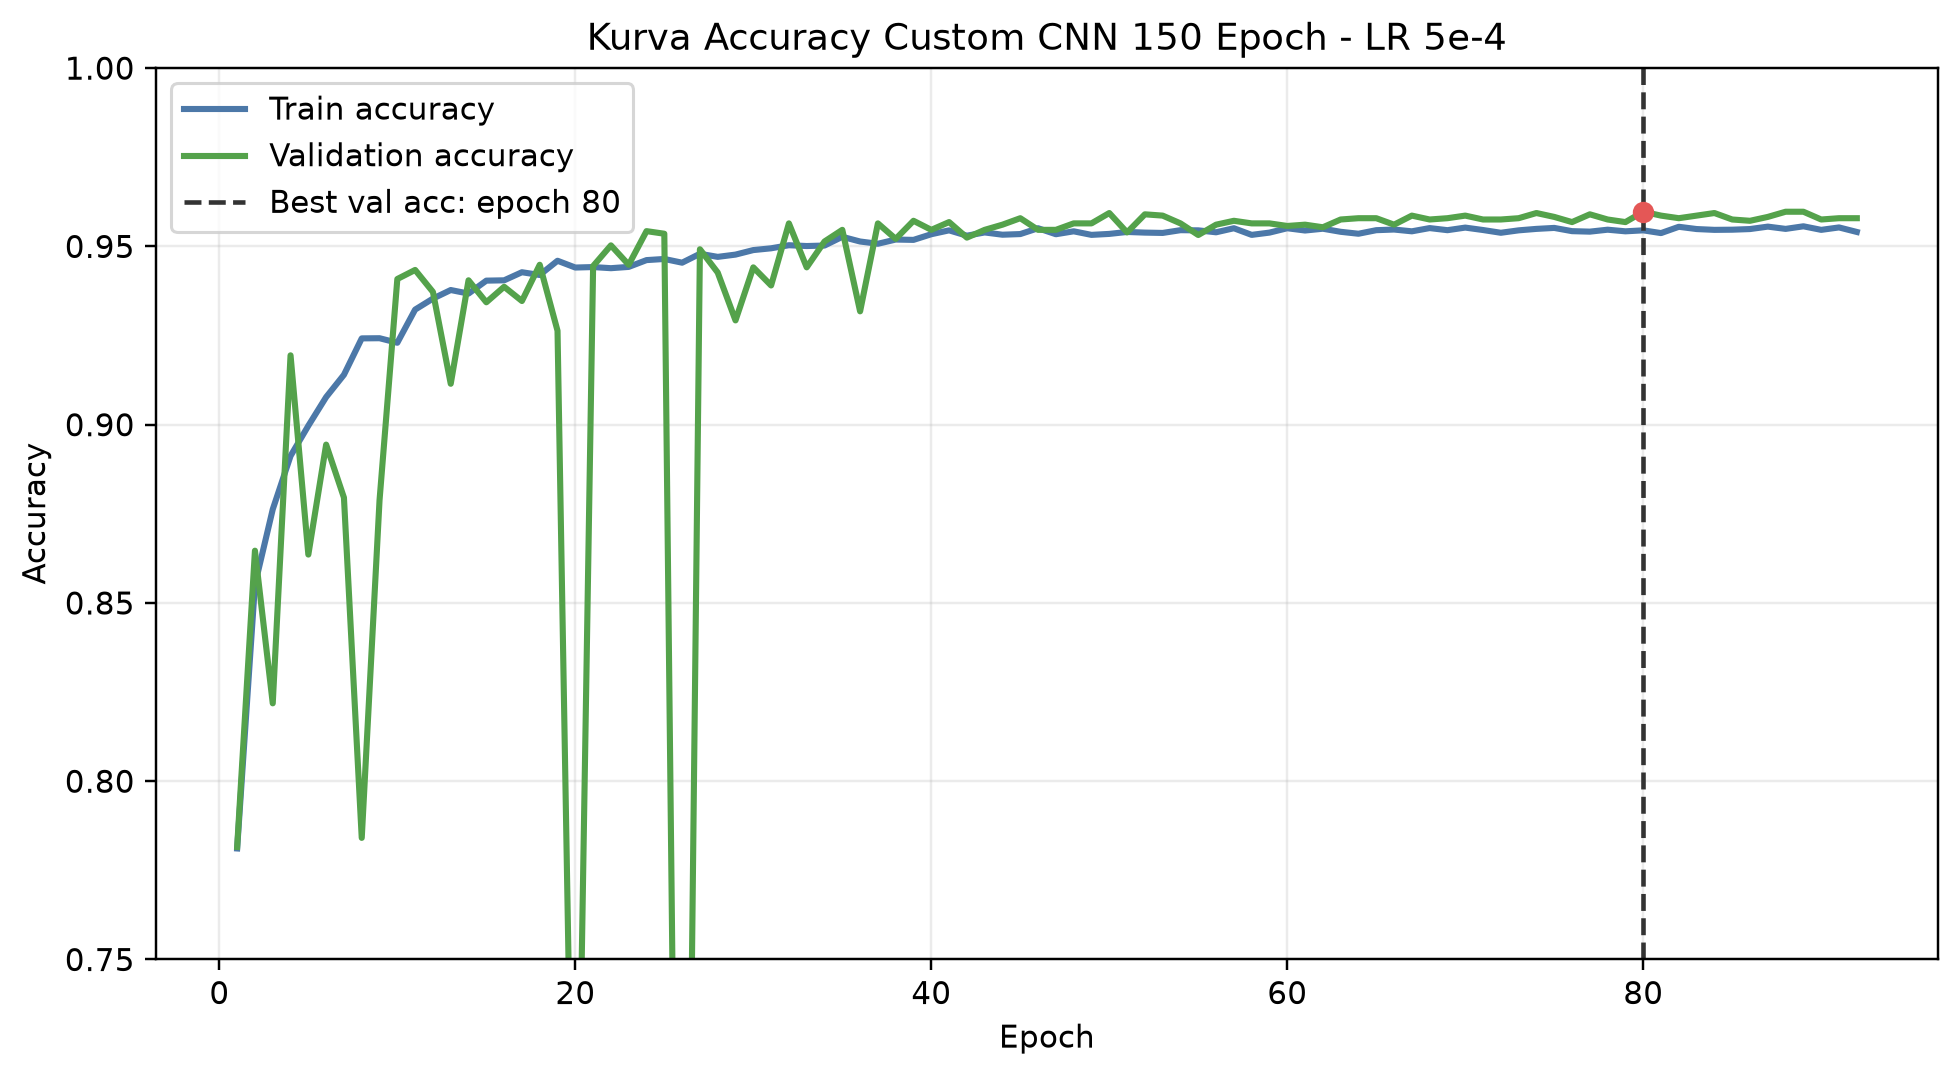 Kurva Accuracy Custom CNN 150 Epoch - LR 5e-4
Train accuracy
Validation accuracy
Best val acc: epoch 80
Accuracy
1.00
0.95
0.90
0.85
0.80
0.75
0
20
40
60
80
Epoch